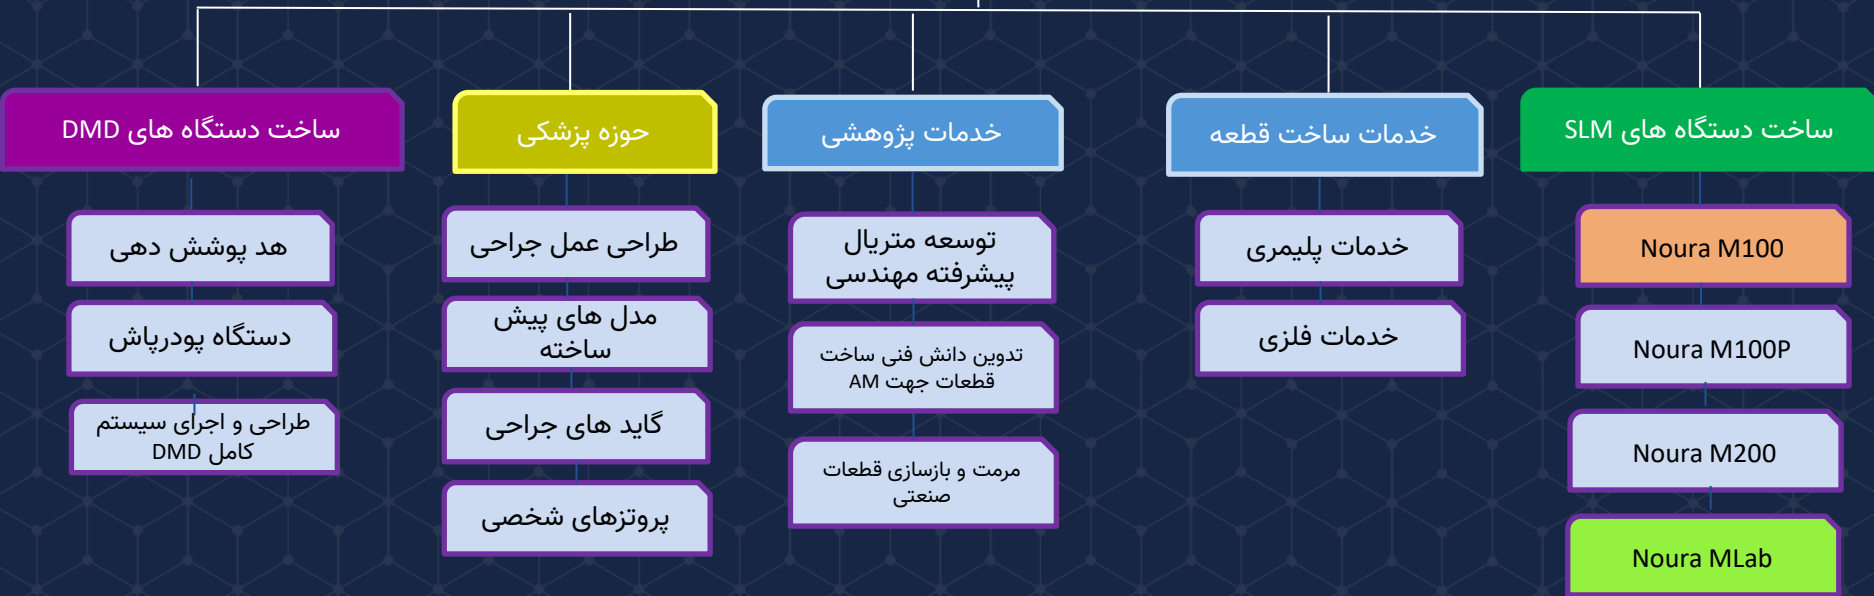 ساخت دستگاه های SLM
Noura M100
Noura M100P
Noura M200
Noura MLab
خدمات ساخت قطعه
خدمات پلیمری
خدمات فلزی
خدمات پژوهشی
توسعه متریال
پیشرفته مهندسی
تدوین دانش فنی ساخت
قطعات جهت AM
مرمت و بازسازی قطعات
صنعتی
حوزه پزشکی
طراحی عمل جراحی
مدل های پیش
ساخته
گاید های جراحی
پروتزهای شخصی
ساخت دستگاه های DMD
هد پوشش دهی
دستگاه پودرپاش
طراحی و اجرای سیستم
کامل DMD